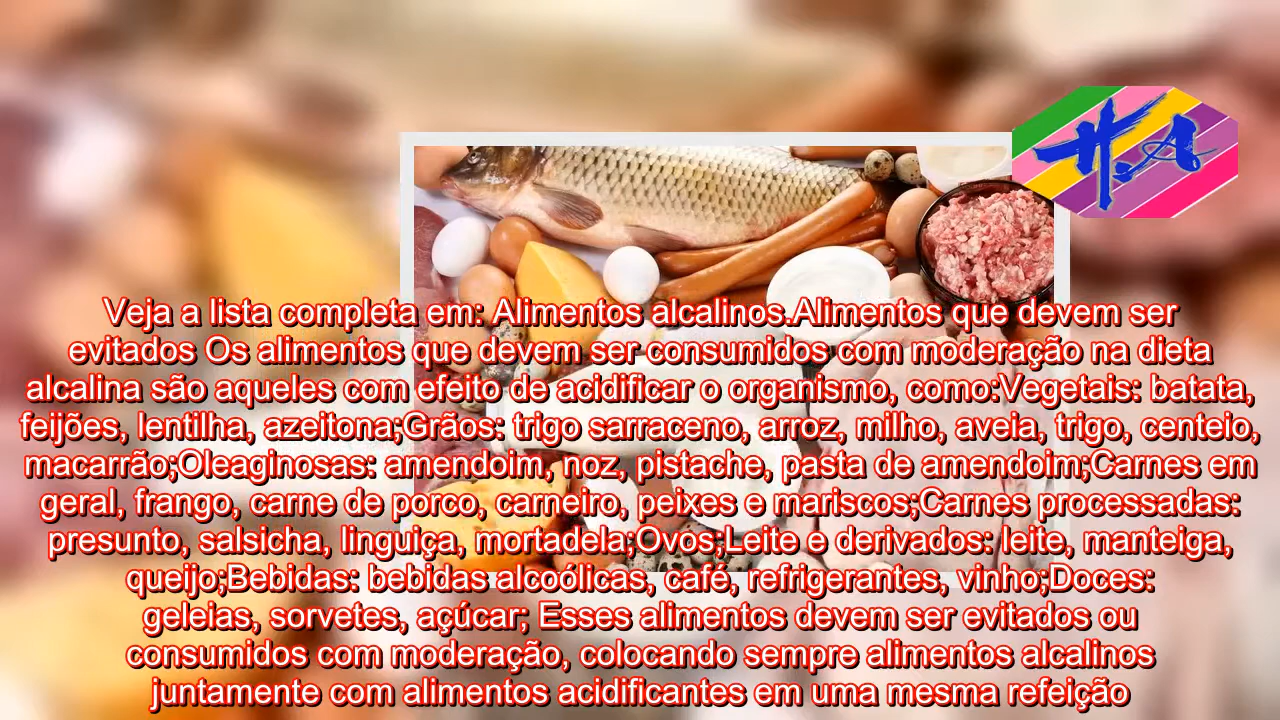 H.A
Veja a lista completa em: Alimentos alcalinos.Alimentos que devem ser
evitados Os alimentos que devem ser consumidos com moderação na dieta
alcalina são aqueles com efeito de acidificar o organismo, como:Vegetais: batata,
feijões, lentilha, azeitona;Grãos: trigo sarraceno, arroz, milho, aveia, trigo, centeio,
macarrão;Oleaginosas: amendoim, noz, pistache, pasta de amendoim;Carnes em
geral, frango, carne de porco, carneiro, peixes e mariscos;Carnes processadas:
presunto, salsicha, linguiça, mortadela;Ovos;Leite e derivados: leite, manteiga,
queijo;Bebidas: bebidas alcoólicas, café, refrigerantes, vinho;Doces:
geleias, sorvetes, açúcar; Esses alimentos devem ser evitados ou
consumidos com moderação, colocando sempre alimentos alcalinos
juntamente com alimentos acidificantes em uma mesma refeição